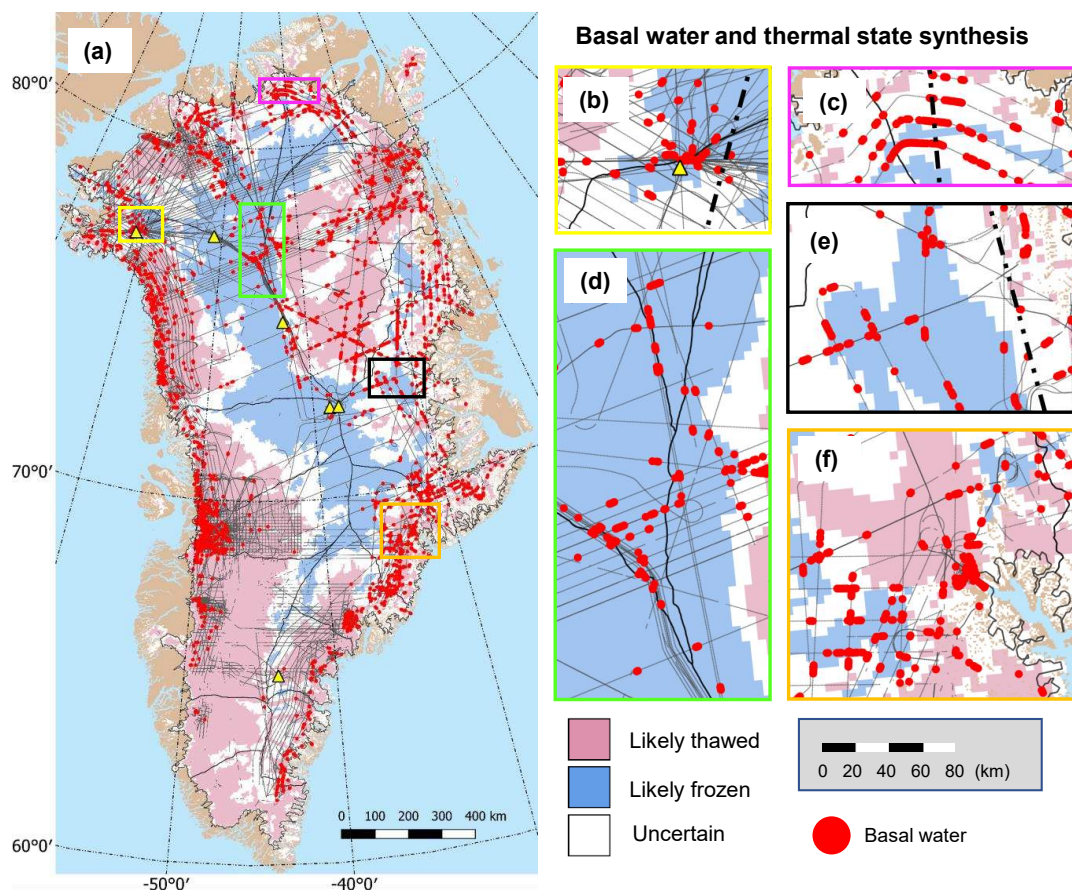 Basal water and thermal state synthesis
(a)
(b)
(c)
(d)
(e)
(f)
80°0′
70°0′
60°0′
-50°0′
-40°0′
0 100 200 300 400 km
Likely thawed
Likely frozen
Uncertain
0 20 40 60 80 (km)
Basal water